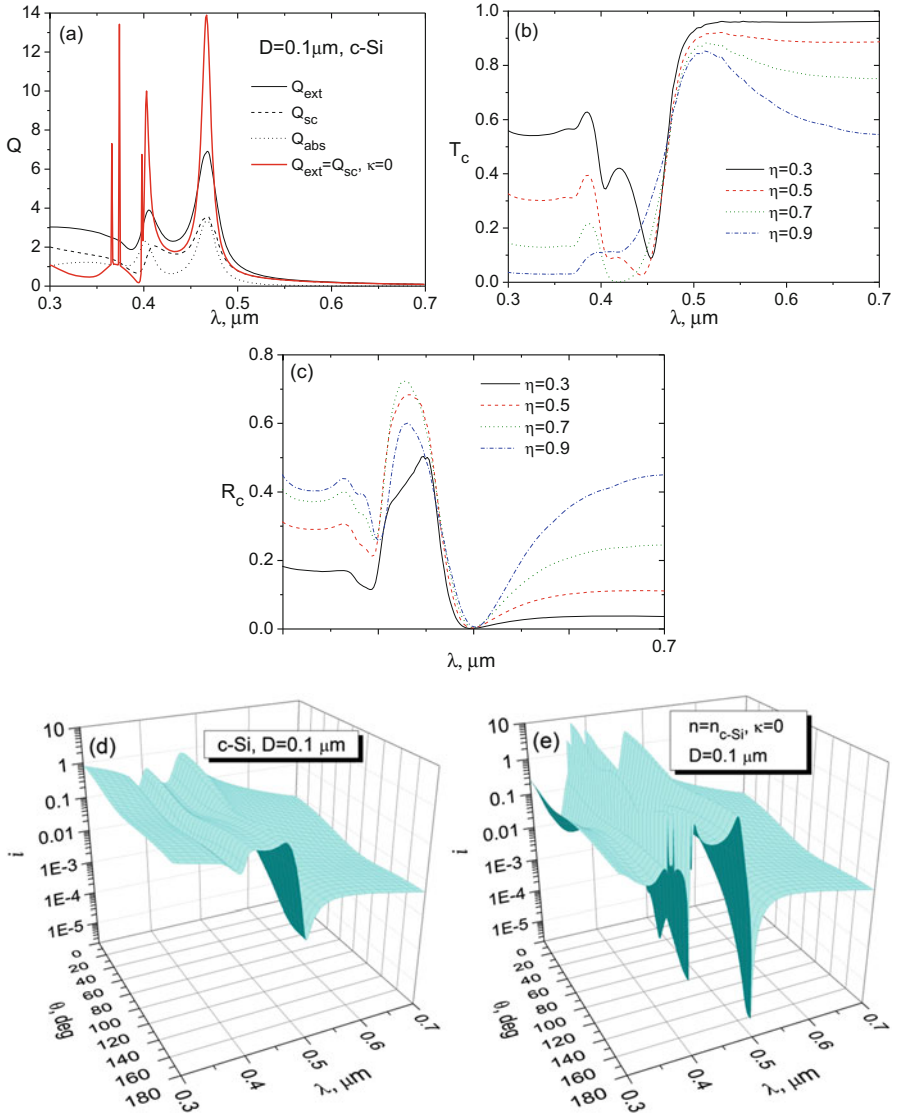 (a)
D=0.1μm, c-Si
Q_ext
Q_sc
Q_abs
Q_ext=Q_sc, κ=0
Q
14
12
10
8
6
4
2
0
0.3 0.4 0.5 0.6 0.7
λ, μm
(b)
T_c
1.0
0.8
0.6
0.4
0.2
0.0
η=0.3
η=0.5
η=0.7
η=0.9
0.3 0.4 0.5 0.6 0.7
λ, μm
(c)
R_c
0.8
0.6
0.4
0.2
0.0
η=0.3
η=0.5
η=0.7
η=0.9
0.7
λ, μm
(d)
c-Si, D=0.1 μm
i
10
1
0.1
0.01
1E-3
1E-4
1E-5
0
20
40
60
80
100
120
140
160
180
θ, deg
0.3
0.4
0.5
0.6
0.7
λ, μm
(e)
n=n_c-Si, κ=0
D=0.1 μm
i
10
1
0.1
0.01
1E-3
1E-4
1E-5
0
20
40
60
80
100
120
140
160
180
θ, deg
0.3
0.4
0.5
0.6
0.7
λ, μm